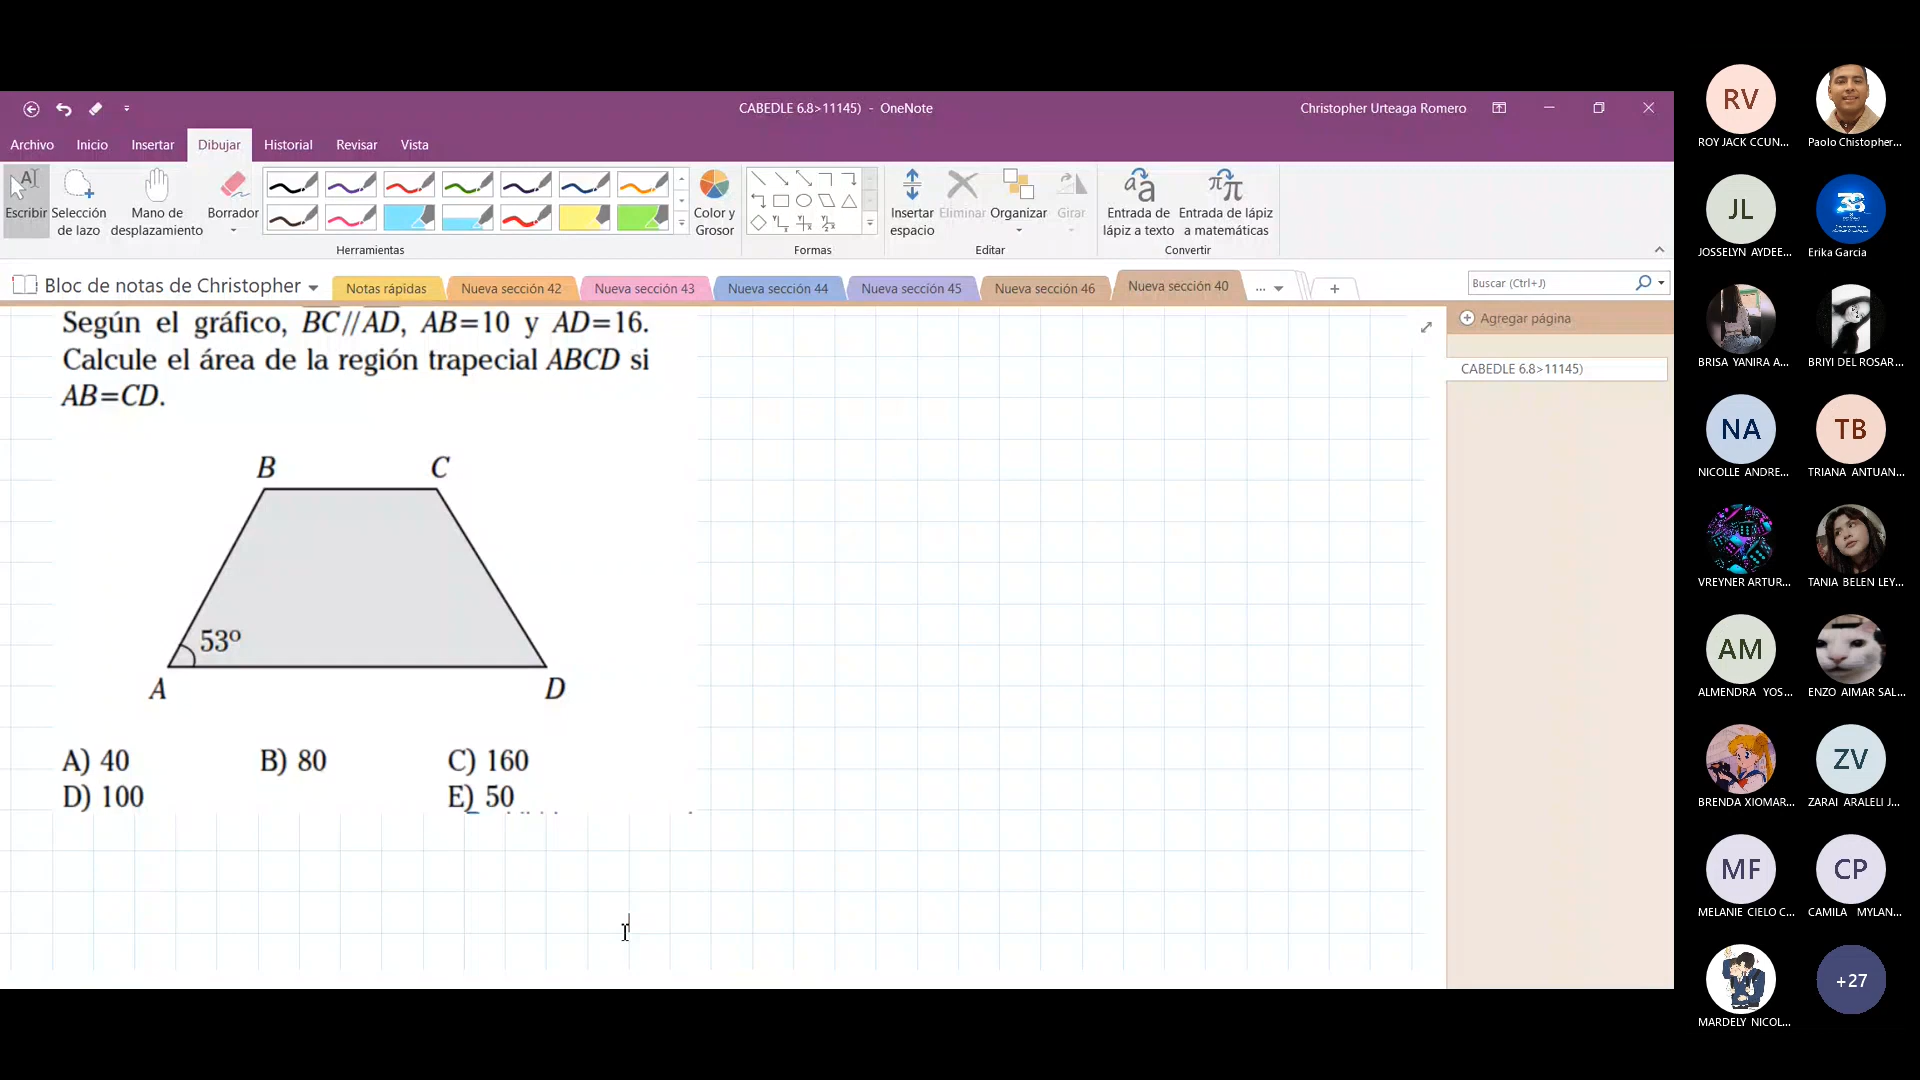 CABEDLE 6.8>11145) - OneNote
Christopher Urteaga Romero
Archivo Inicio Insertar Dibujar Historial Revisar Vista
Escribir
Selección de lazo
Mano de desplazamiento
Borrador
Color y Grosor
Insertar espacio
Eliminar
Organizar
Girar
Entrada de lápiz a texto
Entrada de lápiz a matemáticas
Herramientas
Formas
Editar
Convertir
Bloc de notas de Christopher
Notas rápidas
Nueva sección 42
Nueva sección 43
Nueva sección 44
Nueva sección 45
Nueva sección 46
Nueva sección 40
...
Buscar (Ctrl+J)
Agregar página
CABEDLE 6.8>11145)
Según el gráfico, BC//AD, AB=10 y AD=16.
Calcule el área de la región trapecial ABCD si
AB=CD.
B C
53º
A D
A) 40 B) 80 C) 160
D) 100 E) 50
RV
ROY JACK CCUN...
Paolo Chistopher...
JL
JOSSELYN AYDEE...
38
Erika Garcia
BRISA YANIRA A...
BRIYI DEL ROSAR...
NA
NICOLLE ANDRE...
TB
TRIANA ANTUAN...
VREYNER ARTUR...
TANIA BELEN LEY...
AM
ALMENDRA YOS...
ENZO AIMAR SAL...
BRENDA XIOMAR...
ZV
ZARAI ARALELI J...
MF
MELANIE CIELO C...
CP
CAMILA MYLAN...
MARDELY NICOL...
+27